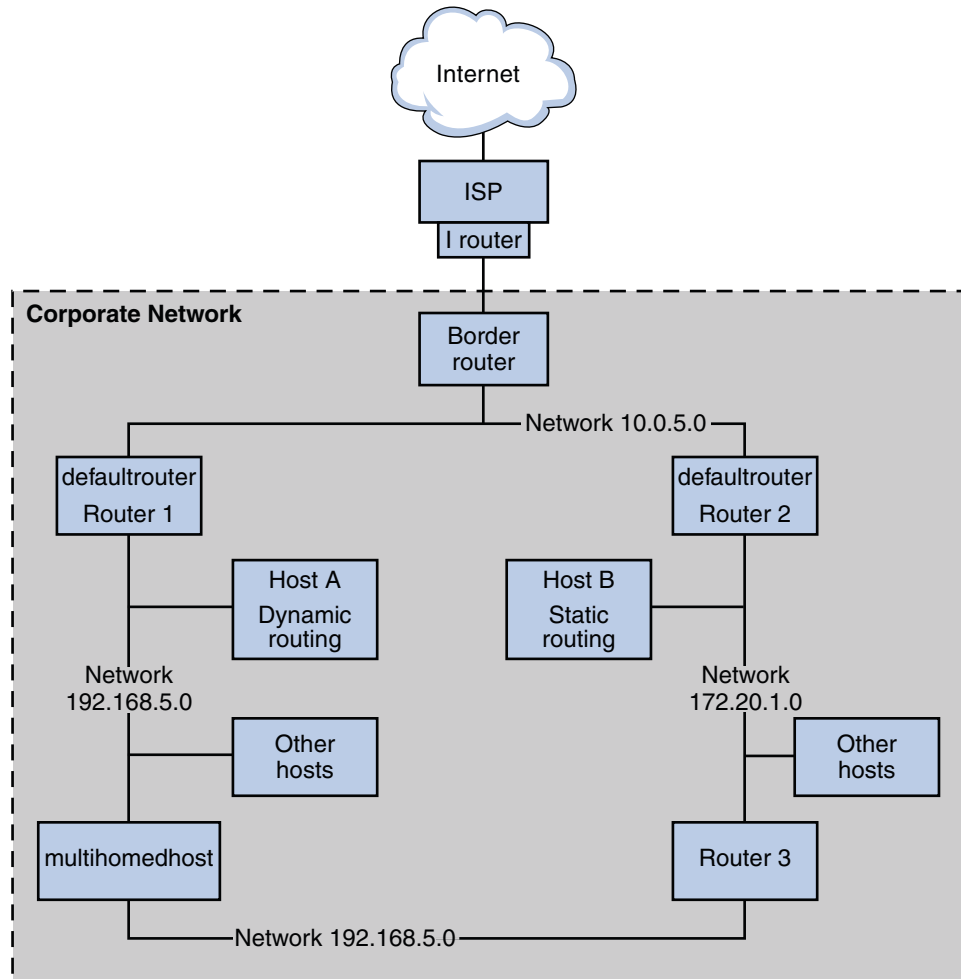 Internet
ISP
I router
Corporate Network
Border
router
Network 10.0.5.0
defaultrouter
Router 1
defaultrouter
Router 2
Host A
Dynamic
routing
Host B
Static
routing
Network
192.168.5.0
Network
172.20.1.0
Other
hosts
Other
hosts
multihomedhost
Router 3
Network 192.168.5.0